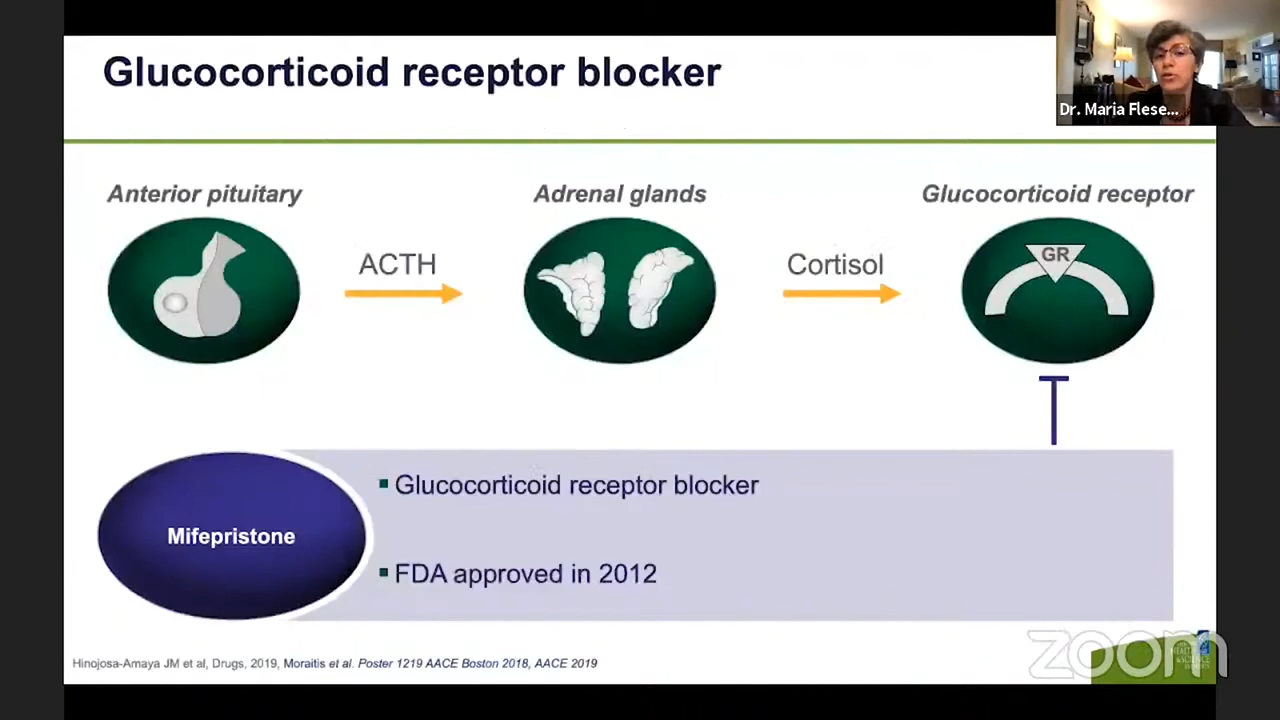 Glucocorticoid receptor blocker
Dr. Maria Flese...
Anterior pituitary
Adrenal glands
Glucocorticoid receptor
ACTH
Cortisol
GR
Mifepristone
▪ Glucocorticoid receptor blocker
▪ FDA approved in 2012
Hinojosa-Amaya JM et al, Drugs, 2019, Moraitis et al. Poster 1219 AACE Boston 2018, AACE 2019
zoom
HEALTH
& SCIENCE